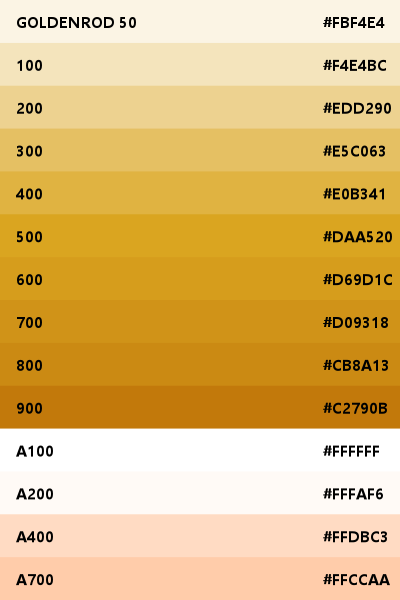 GOLDENROD 50 #FBF4E4
100 #F4E4BC
200 #EDD290
300 #E5C063
400 #E0B341
500 #DAA520
600 #D69D1C
700 #D09318
800 #CB8A13
900 #C2790B
A100 #FFFFFF
A200 #FFFAF6
A400 #FFDBC3
A700 #FFCCAA